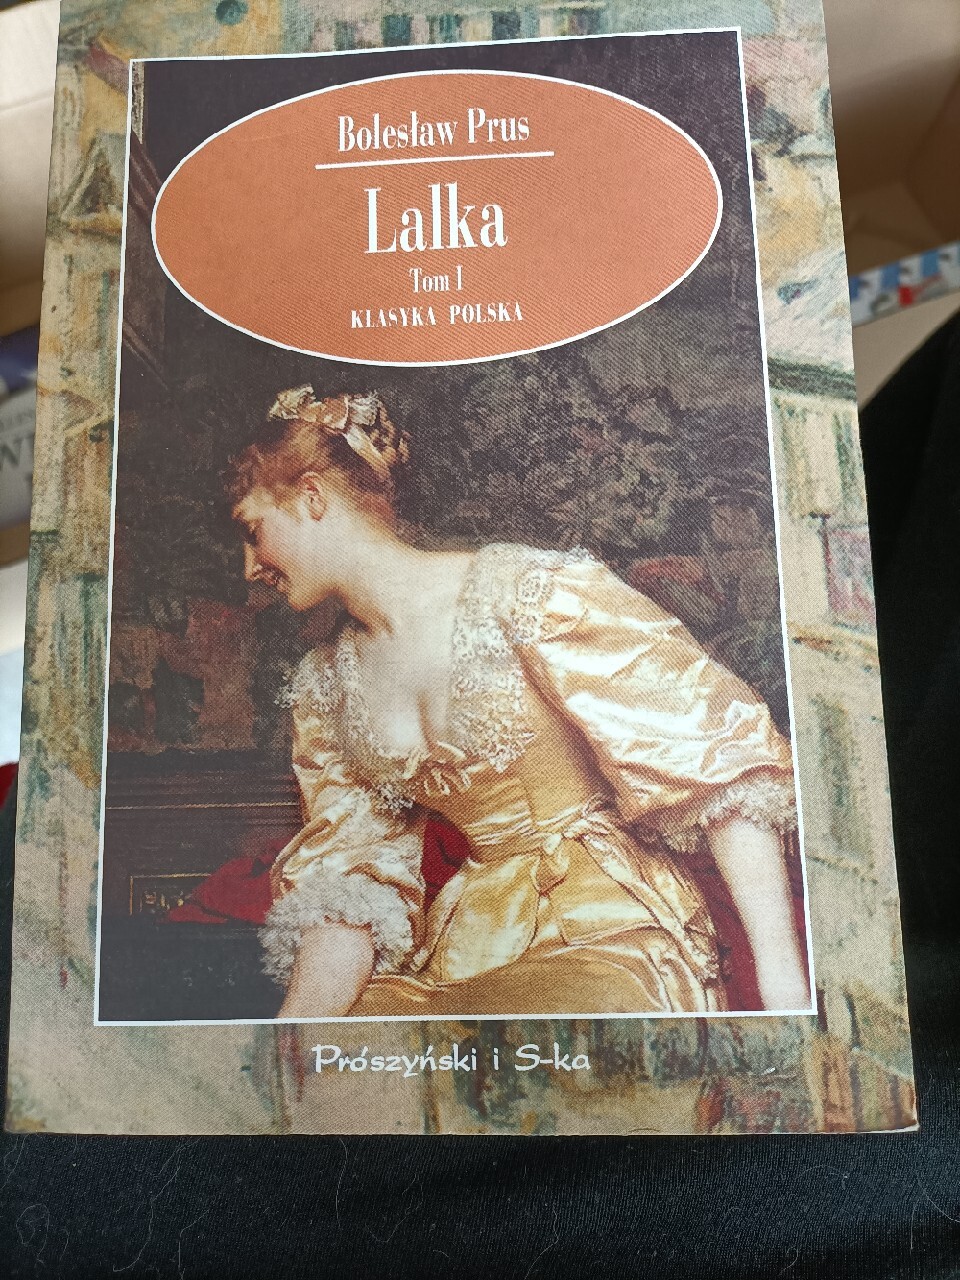 Bolesław Prus
Lalka
Tom I
KLASYKA POLSKA
Prószyński i S-ka